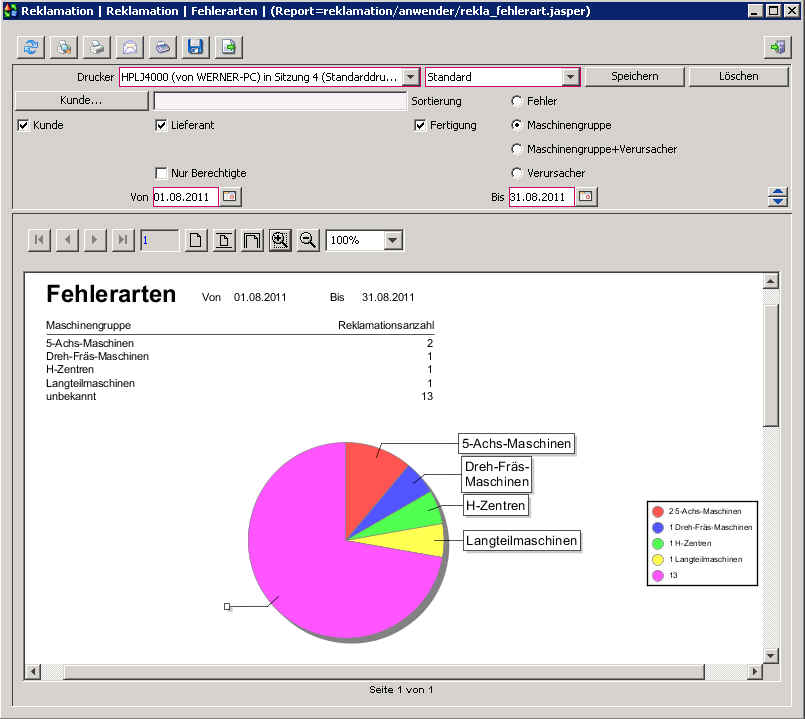 Reklamation | Reklamation | Fehlerarten | (Report=reklamation/anwender/rekla_fehlerart.jasper)
Drucker HPLJ4000 (von WERNER-PC) in Sitzung 4 (Standarddru... Standard Speichern Löschen
Kunde... Sortierung Fehler
Kunde Lieferant Fertigung Maschinengruppe
Maschinengruppe+Verursacher
Nur Berechtigte Verursacher
Von 01.08.2011 Bis 31.08.2011
1 100%
Fehlerarten Von 01.08.2011 Bis 31.08.2011
Maschinengruppe Reklamationsanzahl
5-Achs-Maschinen 2
Dreh-Fräs-Maschinen 1
H-Zentren 1
Langteilmaschinen 1
unbekannt 13
5-Achs-Maschinen
Dreh-Fräs-
Maschinen
H-Zentren
Langteilmaschinen
2 5-Achs-Maschinen
1 Dreh-Fräs-Maschinen
1 H-Zentren
1 Langteilmaschinen
13
Seite 1 von 1